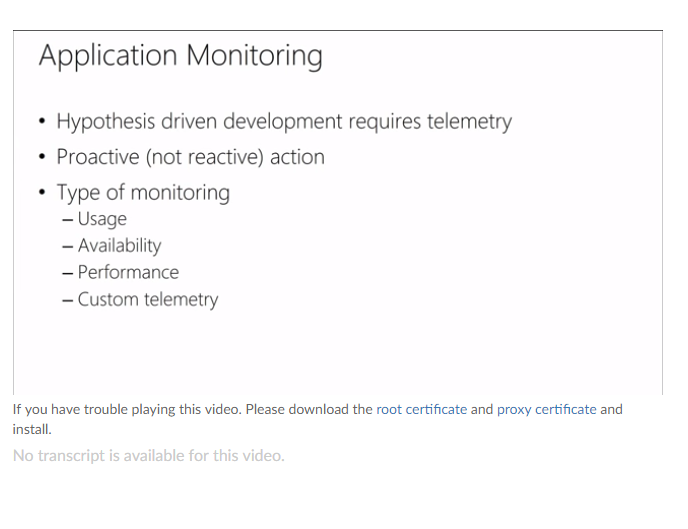 Application Monitoring
• Hypothesis driven development requires telemetry
• Proactive (not reactive) action
• Type of monitoring
– Usage
– Availability
– Performance
– Custom telemetry
If you have trouble playing this video. Please download the root certificate and proxy certificate and
install.
No transcript is available for this video.